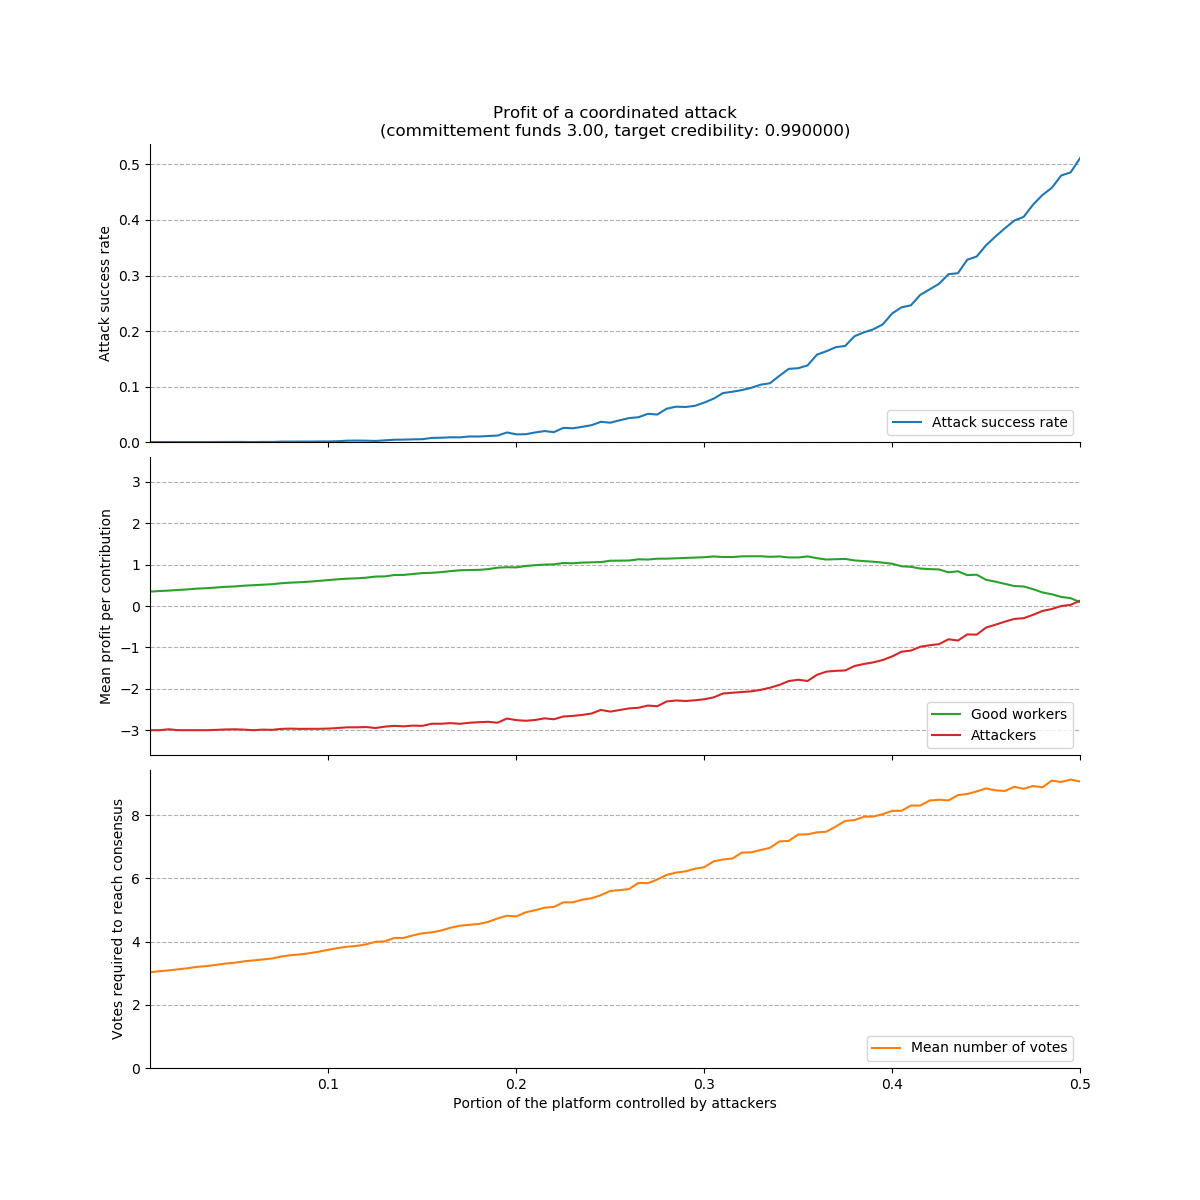 Profit of a coordinated attack
(committement funds 3.00, target credibility: 0.990000)
0.5
0.4
0.3
0.2
0.1
0.0
Attack success rate
Attack success rate
3
2
1
0
−1
−2
−3
Mean profit per contribution
Good workers
Attackers
8
6
4
2
0
Votes required to reach consensus
Mean number of votes
0.1
0.2
0.3
0.4
0.5
Portion of the platform controlled by attackers